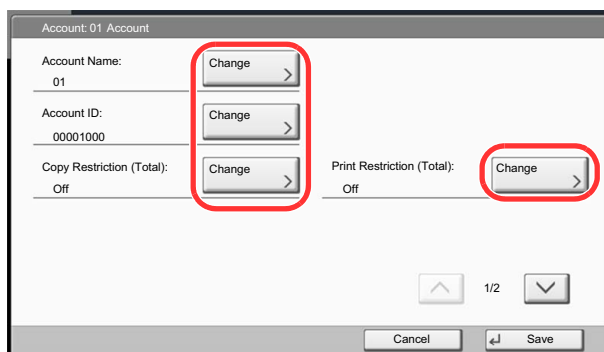 Account: 01 Account
Account Name:
01
Change
Account ID:
00001000
Change
Copy Restriction (Total):
Off
Change
Print Restriction (Total):
Off
Change
1/2
Cancel
Save